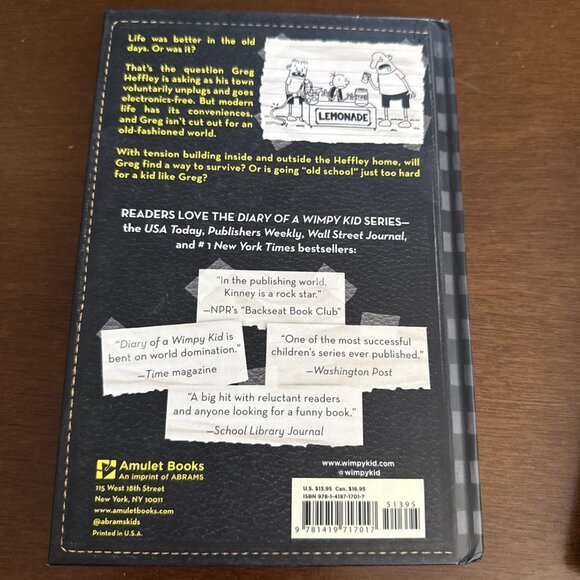 Life was better in the old
days. Or was it?
That's the question Greg
Heffley is asking as his town
voluntarily unplugs and goes
electronics-free. But modern
life has its conveniences,
and Greg isn't cut out for an
old-fashioned world.
LEMONADE
With tension building inside and outside the Heffley home, will
Greg find a way to survive? Or is going "old school" just too hard
for a kid like Greg?
READERS LOVE THE DIARY OF A WIMPY KID SERIES—
the USA Today, Publishers Weekly, Wall Street Journal,
and #1 New York Times bestsellers:
"In the publishing world,
Kinney is a rock star."
—NPR's "Backseat Book Club"
"Diary of a Wimpy Kid is
bent on world domination."
—Time magazine
"One of the most successful
children's series ever published."
—Washington Post
"A big hit with reluctant readers
and anyone looking for a funny book."
—School Library Journal
Amulet Books
An imprint of ABRAMS
115 West 18th Street
New York, NY 10011
www.amuletbooks.com
@abramskids
Printed in U.S.A.
www.wimpykid.com
@wimpykid
U.S. $13.95 Can. $16.95
ISBN 978-1-4197-1701-7
51395
9 781419 717017